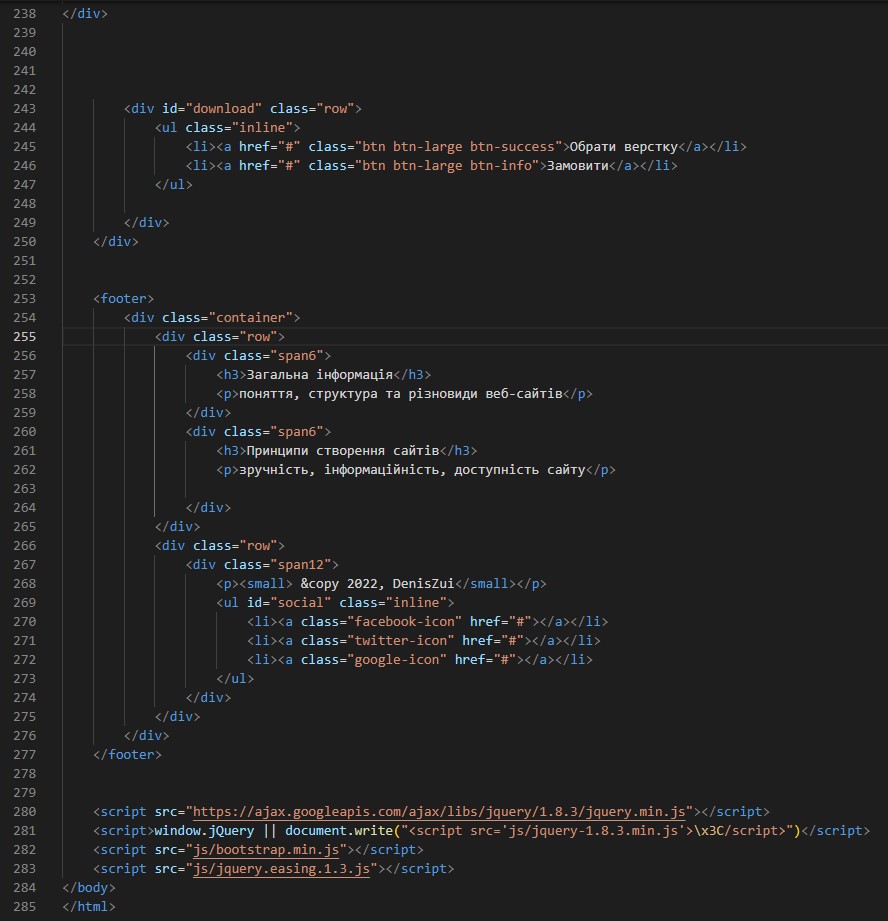 238 </div>
239
240
241
242
243         <div id="download" class="row">
244             <ul class="inline">
245                 <li><a href="#" class="btn btn-large btn-success">Обрати верстку</a></li>
246                 <li><a href="#" class="btn btn-large btn-info">Замовити</a></li>
247             </ul>
248
249         </div>
250     </div>
251
252
253     <footer>
254         <div class="container">
255             <div class="row">
256                 <div class="span6">
257                     <h3>Загальна інформація</h3>
258                     <p>поняття, структура та різновиди веб-сайтів</p>
259                 </div>
260                 <div class="span6">
261                     <h3>Принципи створення сайтів</h3>
262                     <p>зручність, інформаційність, доступність сайту</p>
263
264                 </div>
265             </div>
266             <div class="row">
267                 <div class="span12">
268                     <p><small> &copy 2022, DenisZui</small></p>
269                     <ul id="social" class="inline">
270                         <li><a class="facebook-icon" href="#"></a></li>
271                         <li><a class="twitter-icon" href="#"></a></li>
272                         <li><a class="google-icon" href="#"></a></li>
273                     </ul>
274                 </div>
275             </div>
276         </div>
277     </footer>
278
279
280     <script src="https://ajax.googleapis.com/ajax/libs/jquery/1.8.3/jquery.min.js"></script>
281     <script>window.jQuery || document.write("<script src='js/jquery-1.8.3.min.js'>\x3C/script>")</script>
282     <script src="js/bootstrap.min.js"></script>
283     <script src="js/jquery.easing.1.3.js"></script>
284 </body>
285 </html>